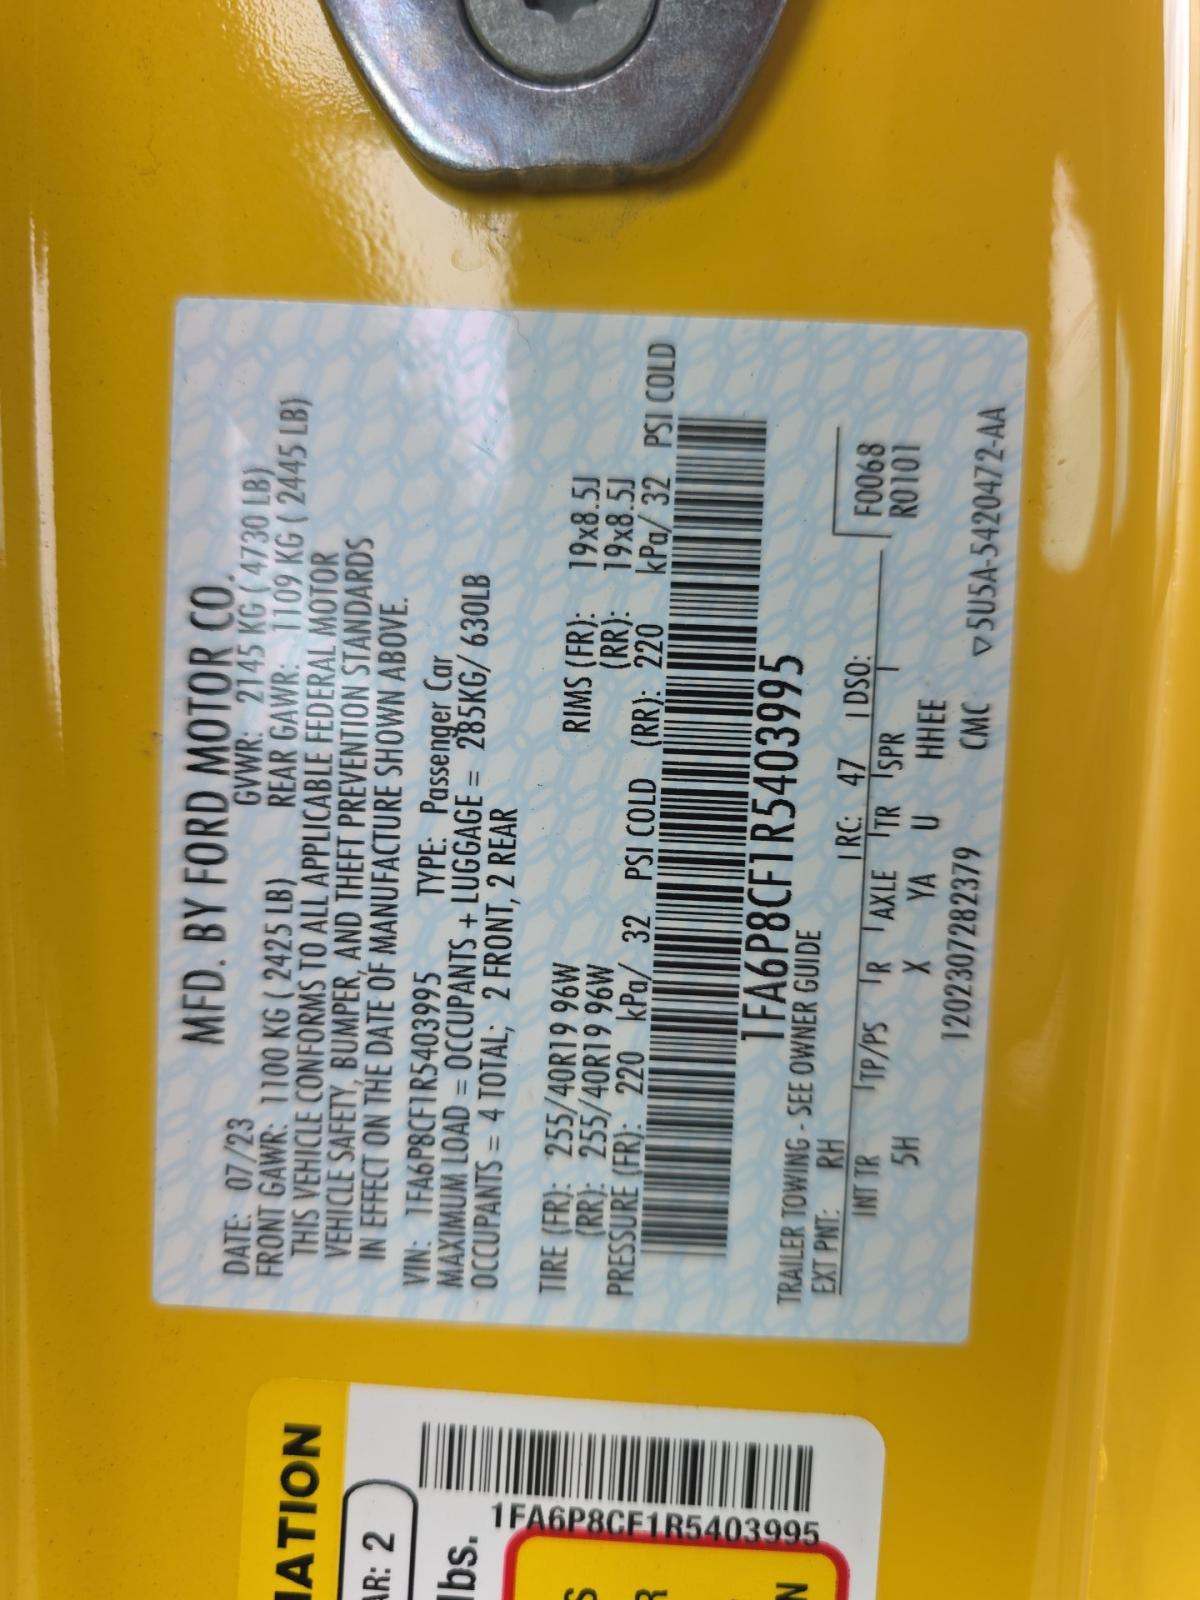 MFD. BY FORD MOTOR CO.
DATE: 07/23 GVWR: 2145 KG ( 4730 LB)
FRONT GAWR: 1100 KG ( 2425 LB) REAR GAWR: 1109 KG ( 2445 LB)
THIS VEHICLE CONFORMS TO ALL APPLICABLE FEDERAL MOTOR
VEHICLE SAFETY, BUMPER, AND THEFT PREVENTION STANDARDS
IN EFFECT ON THE DATE OF MANUFACTURE SHOWN ABOVE.
VIN: 1FA6P8CF1R5403995 TYPE: Passenger Car
MAXIMUM LOAD = OCCUPANTS + LUGGAGE = 285KG/ 630LB
OCCUPANTS = 4 TOTAL; 2 FRONT, 2 REAR
TIRE (FR): 255/40R19 96W RIMS (FR): 19x8.5J
(RR): 255/40R19 96W (RR): 19x8.5J
PRESSURE (FR): 220 kPa/ 32 PSI COLD (RR): 220 kPa/ 32 PSI COLD
1FA6P8CF1R5403995
TRAILER TOWING - SEE OWNER GUIDE
EXT PNT: RH RC: 47 DSO: F0068
INT TR TP/PS R AXLE TR SPR R0101
5H X YA U HHEE
1202307282379 CMC ▽5U5A-5420472-AA
1FA6P8CF1R5403995
MATION
AR: 2
lbs.
S
R
N